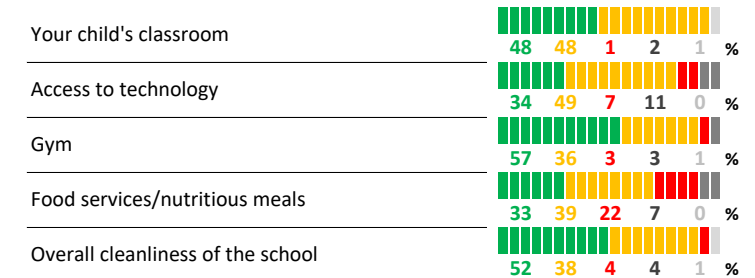 Your child's classroom
48 48 1 2 1 %
Access to technology
34 49 7 11 0 %
Gym
57 36 3 3 1 %
Food services/nutritious meals
33 39 22 7 0 %
Overall cleanliness of the school
52 38 4 4 1 %